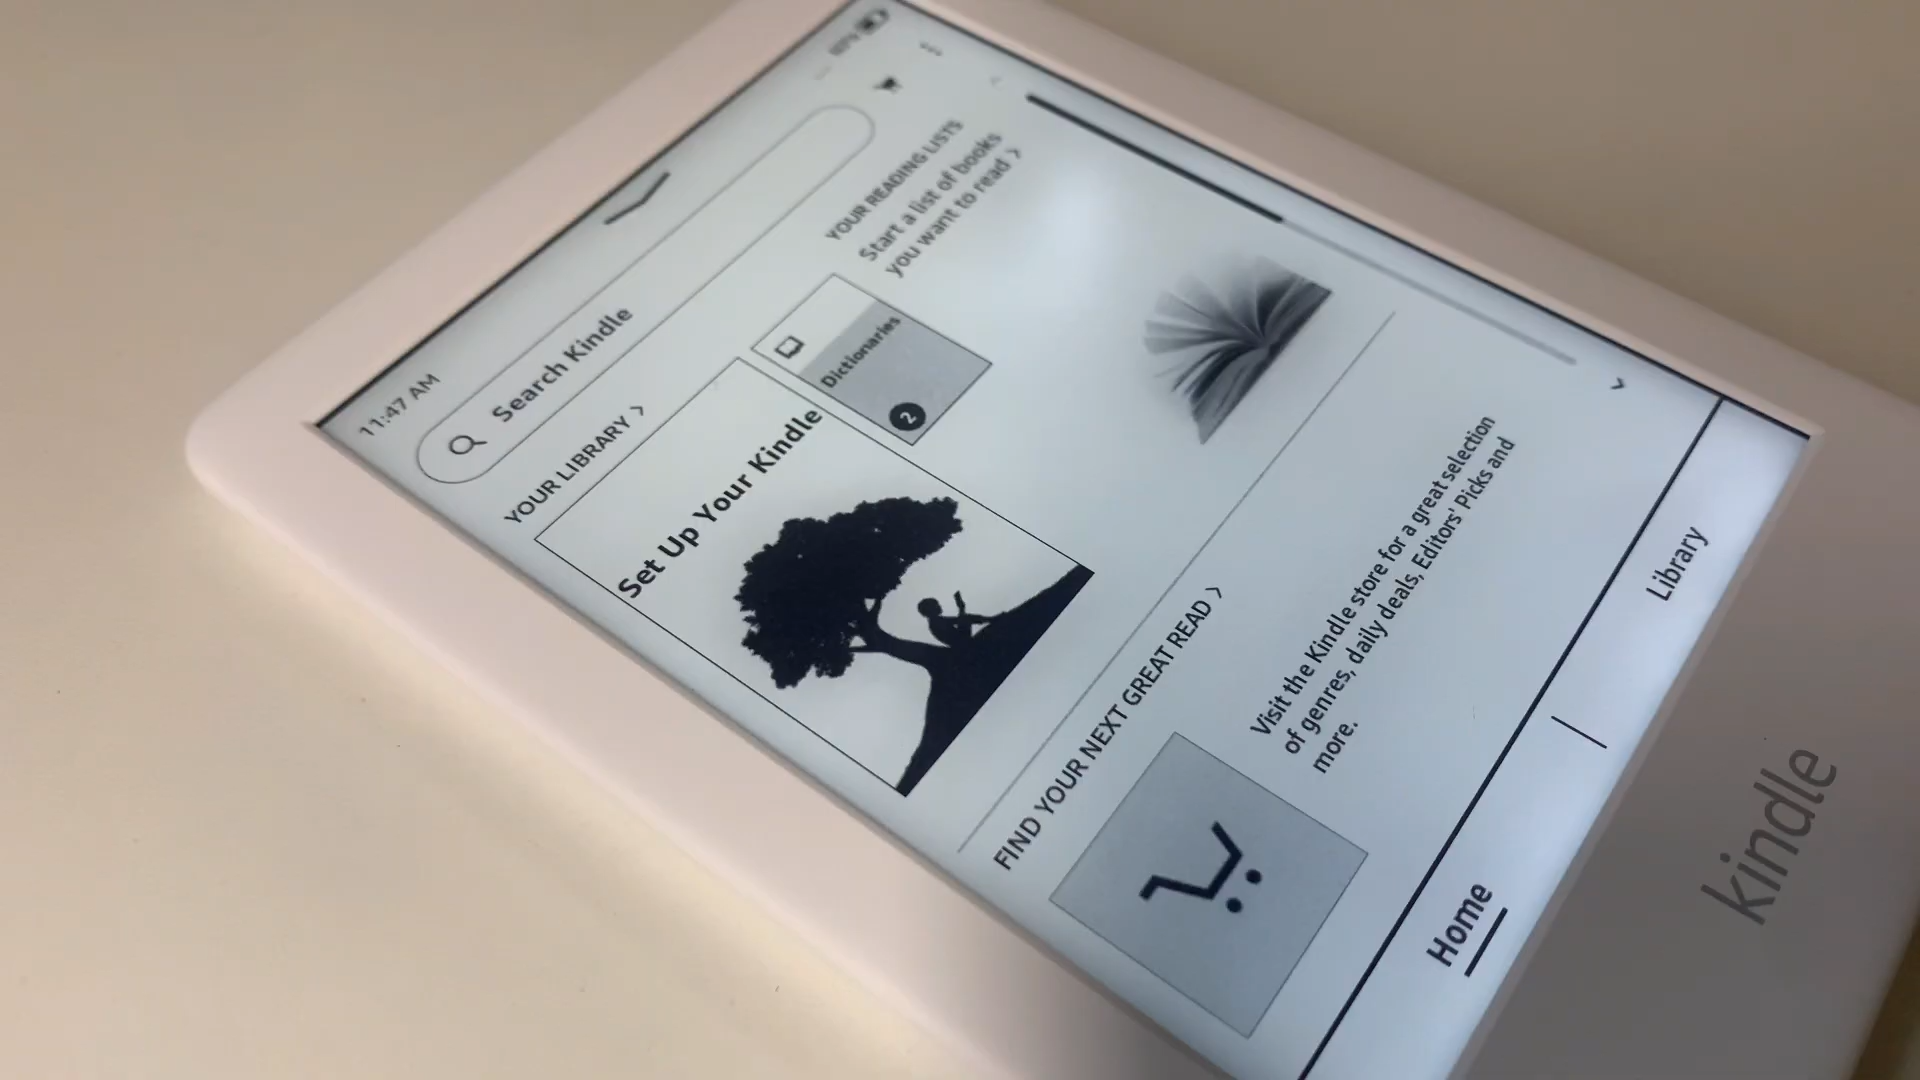 11:47 AM
Search Kindle
YOUR LIBRARY >
Set Up Your Kindle
Dictionaries
2
YOUR READING LISTS
Start a list of books
you want to read >
FIND YOUR NEXT GREAT READ >
Visit the Kindle store for a great selection
of genres, daily deals, Editors' Picks and
more.
Home
Library
kindle